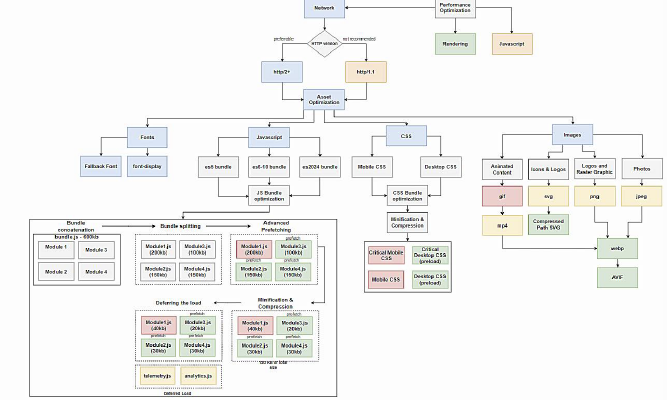 Network
Performance
Optimization
preferable
HTTP version
not recommended
Rendering
Javascript
http/2+
http/1.1
Asset
Optimization
Fonts
Javascript
CSS
Images
Fallback Font
font-display
es5 bundle
es6-10 bundle
es2024 bundle
Mobile CSS
Desktop CSS
Animated
Content
Icons & Logos
Logos and
Raster Graphic
Photos
JS Bundle
optimization
CSS Bundle
optimization
gif
svg
png
jpeg
Minification &
Compression
mp4
Compressed
Path SVG
webp
AVIF
Critical Mobile
CSS
Critical
Desktop CSS
(preload)
Mobile CSS
Desktop CSS
(preload)
Bundle
concatenation
Bundle splitting
Advanced
Prefetching
bundle.js - 600kb
Module 1
Module 3
Module 2
Module 4
Module1.js
(200kb)
Module3.js
(100kb)
Module2.js
(150kb)
Module4.js
(150kb)
prefetch
Module1.js
(200kb)
Module3.js
(100kb)
prefetch
prefetch
Module2.js
(150kb)
Module4.js
(150kb)
Deferring the load
Minification &
Compression
prefetch
Module1.js
(40kb)
Module3.js
(20kb)
prefetch
prefetch
Module2.js
(30kb)
Module4.js
(30kb)
prefetch
Module1.js
(40kb)
Module3.js
(20kb)
prefetch
prefetch
Module2.js
(30kb)
Module4.js
(30kb)
telemetry.js
analytics.js
Deferred Load